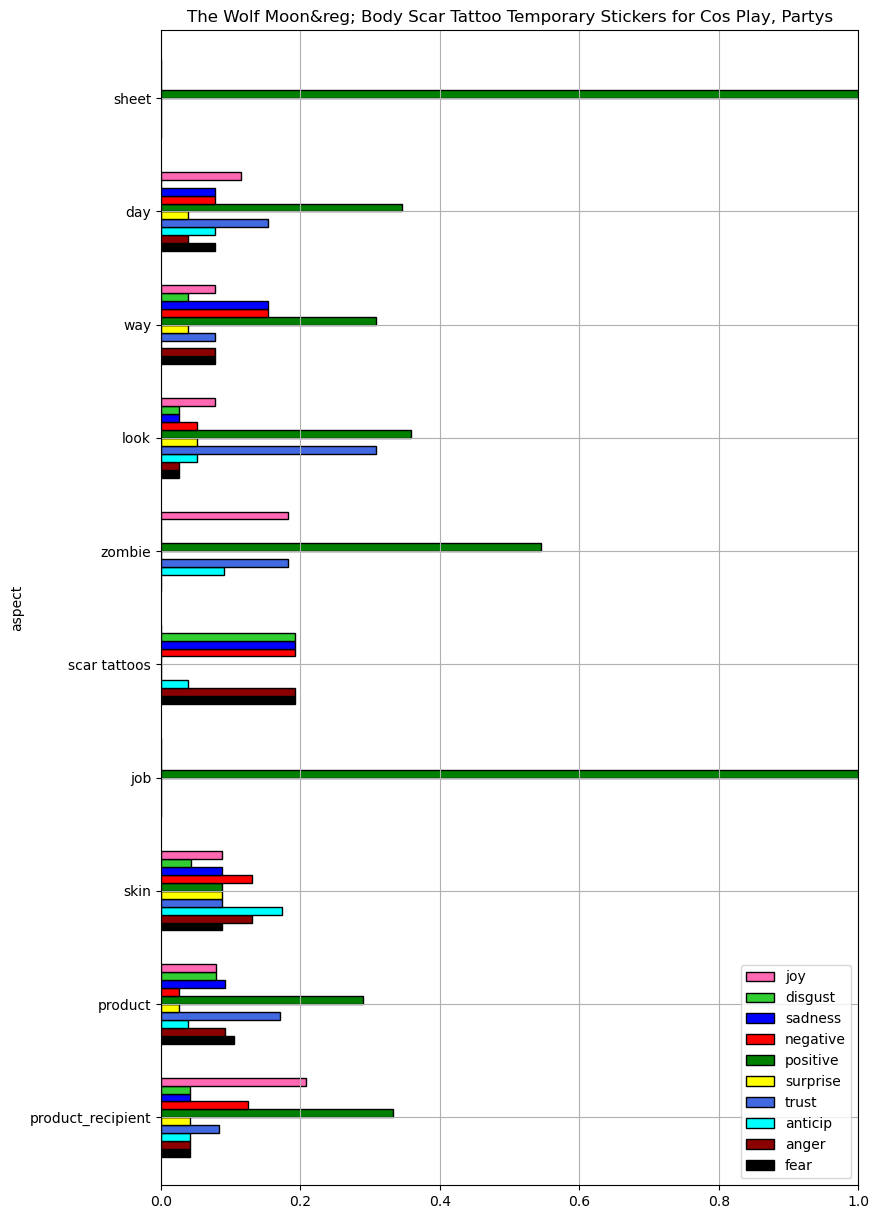 The Wolf Moon&reg; Body Scar Tattoo Temporary Stickers for Cos Play, Partys
aspect
sheet
day
way
look
zombie
scar tattoos
job
skin
product
product_recipient
joy
disgust
sadness
negative
positive
surprise
trust
anticip
anger
fear
0.0 0.2 0.4 0.6 0.8 1.0